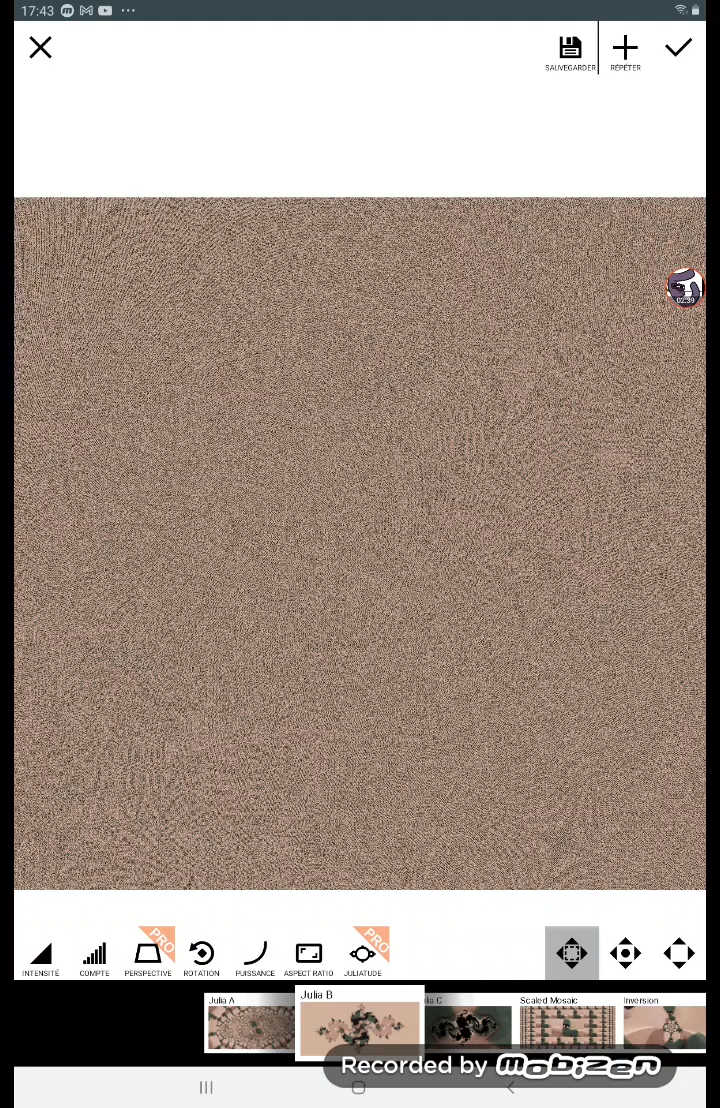 17:43
SAUVEGARDER
RÉPÉTER
02:39
PRO
PRO
INTENSITÉ
COMPTE
PERSPECTIVE
ROTATION
PUISSANCE
ASPECT RATIO
JULIATUDE
Julia A
Julia B
ia C
Scaled Mosaic
Inversion
Recorded by mobizen